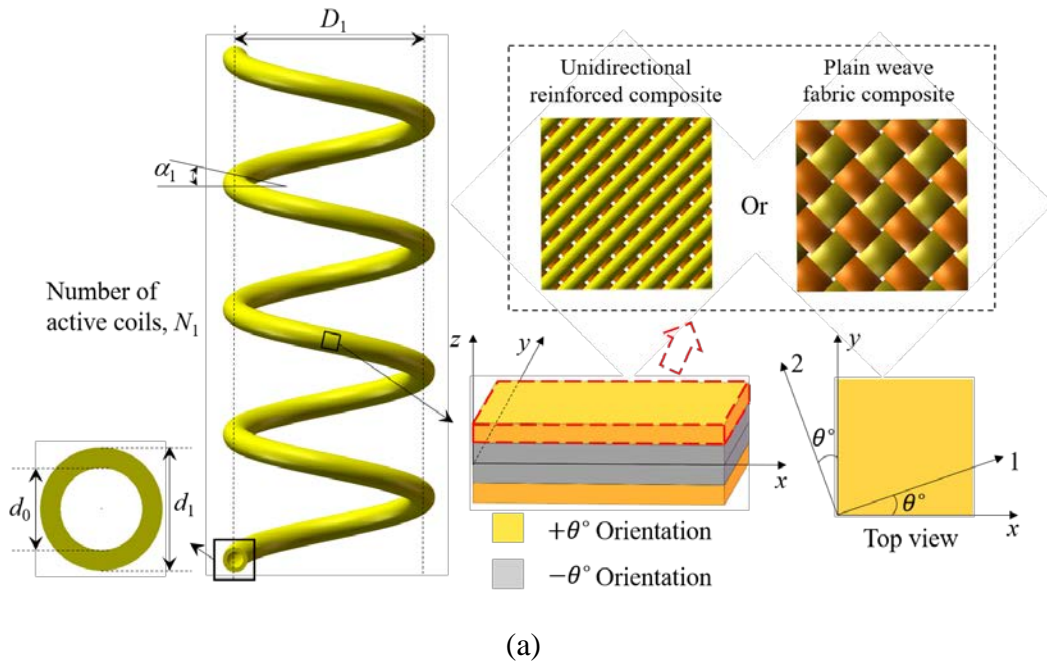 D₁
Unidirectional
reinforced composite
Plain weave
fabric composite
α₁
Or
Number of
active coils, N₁
z
y
x
2
y
θ°
1
θ°
x
Top view
d₀
d₁
+θ° Orientation
−θ° Orientation
(a)